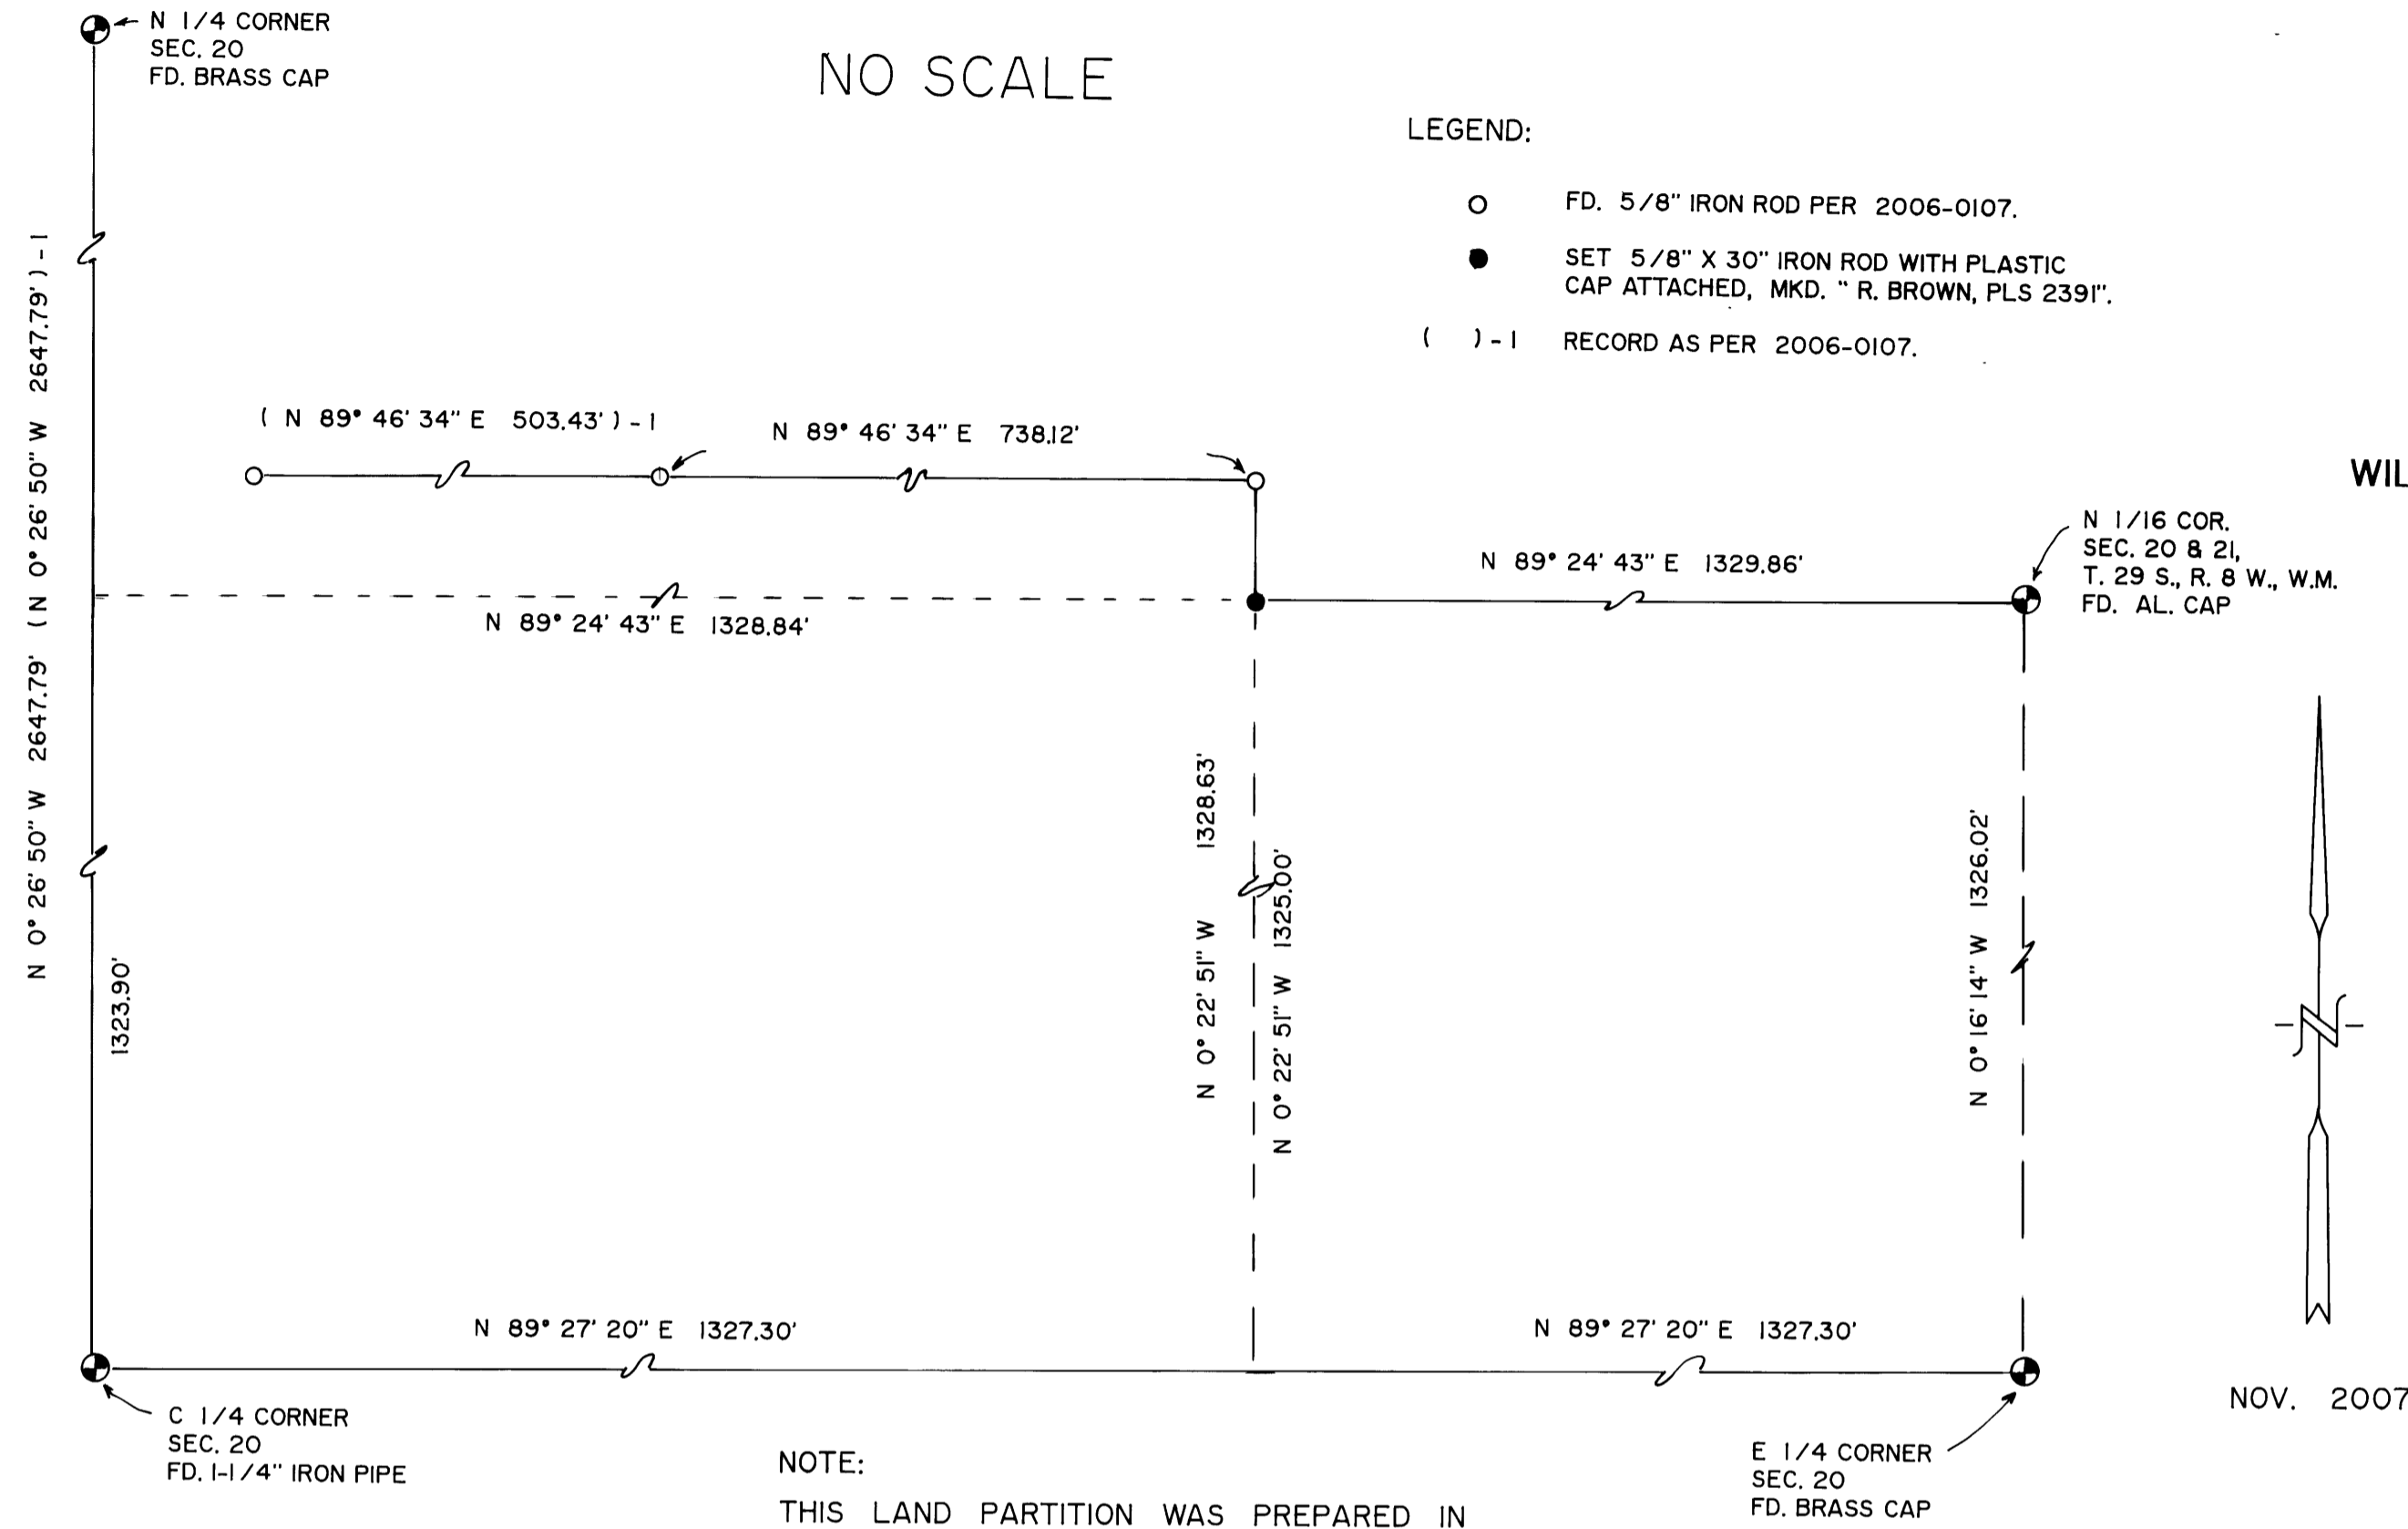 N 1/4 CORNER
SEC. 20
FD. BRASS CAP
NO SCALE
LEGEND:
FD. 5/8" IRON ROD PER 2006-0107.
SET 5/8" X 30" IRON ROD WITH PLASTIC
CAP ATTACHED, MKD. " R. BROWN, PLS 2391".
( ) - 1 RECORD AS PER 2006-0107.
N 0° 26' 50" W 2647.79' (N 0° 26' 50" W 2647.79' ) - 1
( N 89° 46' 34" E 503.43' ) - 1
N 89° 46' 34" E 738.12'
WIL
N 1/16 COR.
SEC. 20 & 21,
T. 29 S., R. 8 W., W.M.
FD. AL. CAP
N 89° 24' 43" E 1329.86'
N 89° 24' 43" E 1328.84'
1323.90'
N 0° 22' 51" W 1328.63'
N 0° 22' 51" W 1325.00'
N 0° 16' 14" W 1326.02'
N
N 89° 27' 20" E 1327.30'
N 89° 27' 20" E 1327.30'
NOV. 2007
C 1/4 CORNER
SEC. 20
FD. 1-1/4" IRON PIPE
E 1/4 CORNER
SEC. 20
FD. BRASS CAP
NOTE:
THIS LAND PARTITION WAS PREPARED IN